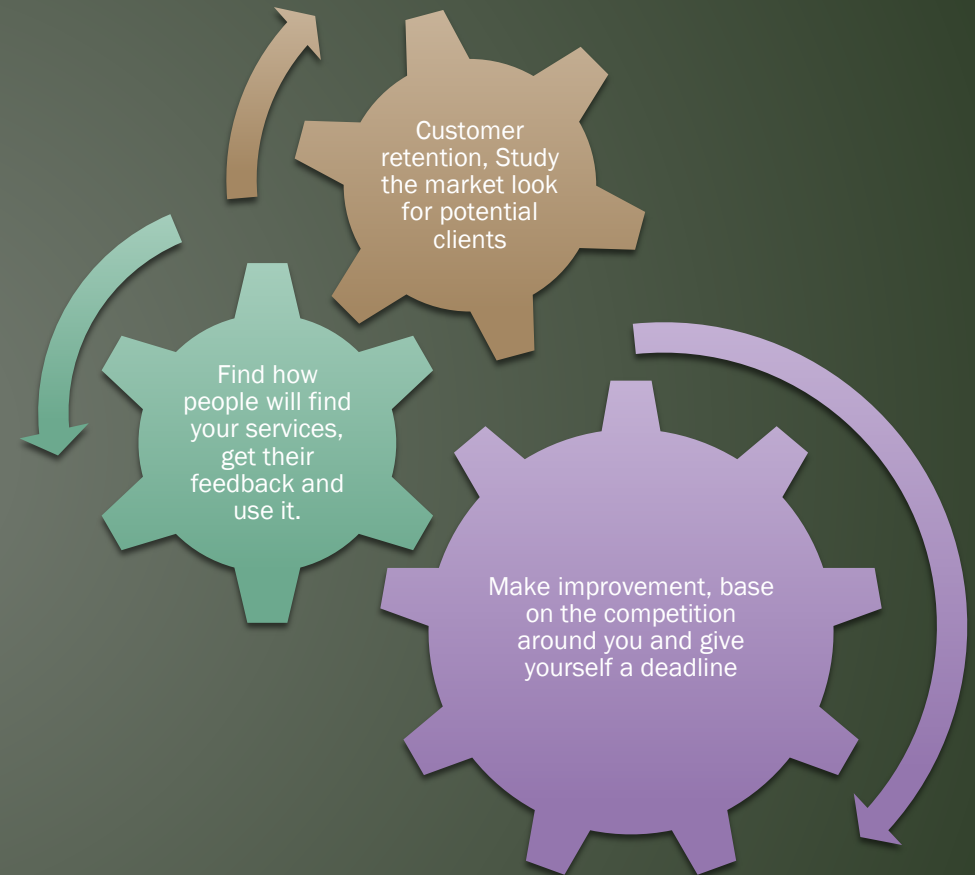 Customer
retention, Study
the market look
for potential
clients
Find how
people will find
your services,
get their
feedback and
use it.
Make improvement, base
on the competition
around you and give
yourself a deadline